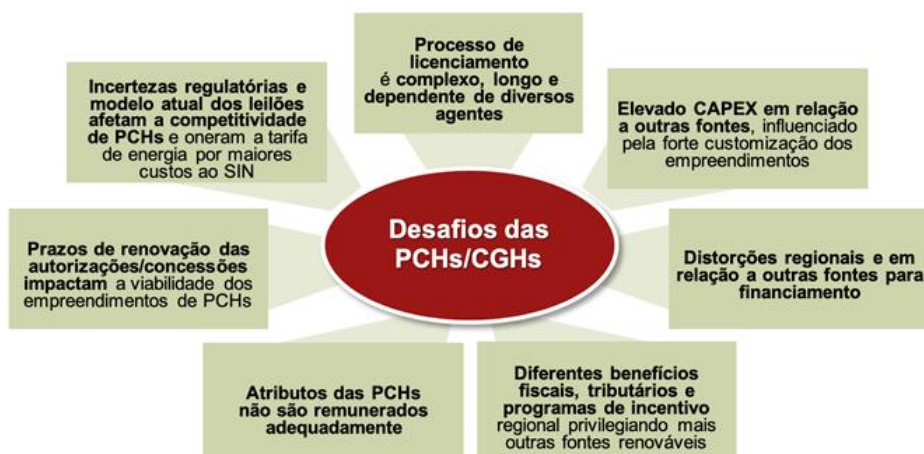 Processo de
licenciamento
é complexo, longo e
dependente de diversos
agentes
Incertezas regulatórias e
modelo atual dos leilões
afetam a competitividade
de PCHs e oneram a tarifa
de energia por maiores
custos ao SIN
Elevado CAPEX em relação
a outras fontes, influenciado
pela forte customização dos
empreendimentos
Desafios das
PCHs/CGHs
Prazos de renovação das
autorizações/concessões
impactam a viabilidade dos
empreendimentos de PCHs
Distorções regionais e em
relação a outras fontes para
financiamento
Atributos das PCHs
não são remunerados
adequadamente
Diferentes benefícios
fiscais, tributários e
programas de incentivo
regional privilegiando mais
outras fontes renováveis